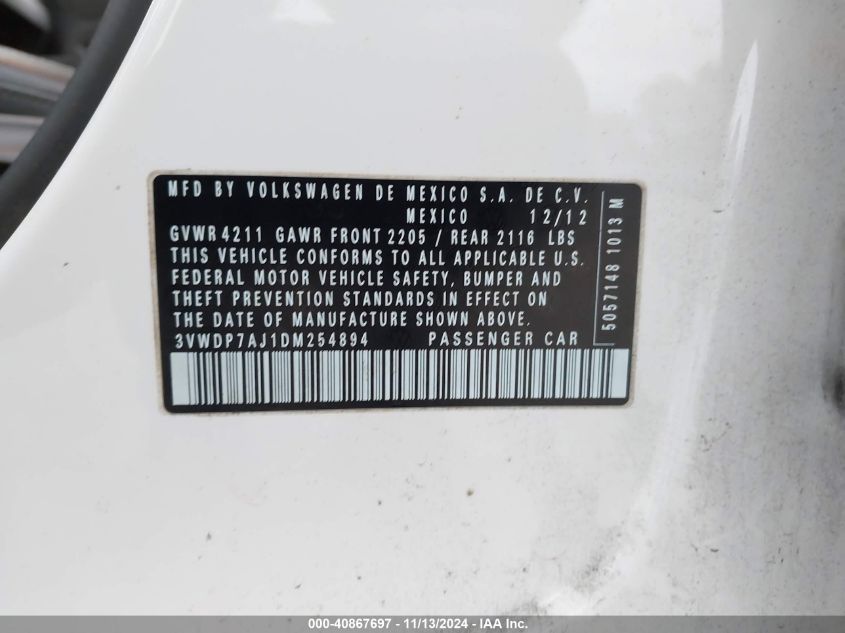 MFD BY VOLKSWAGEN DE MEXICO S.A. DE C.V.
MEXICO 12/12
GVWR 4211 GAWR FRONT 2205 / REAR 2116 LBS
THIS VEHICLE CONFORMS TO ALL APPLICABLE U.S.
FEDERAL MOTOR VEHICLE SAFETY, BUMPER AND
THEFT PREVENTION STANDARDS IN EFFECT ON
THE DATE OF MANUFACTURE SHOWN ABOVE.
3VWDP7AJ1DM254894 PASSENGER CAR
5057148 1013 M
000-40867697 - 11/13/2024 - IAA Inc.